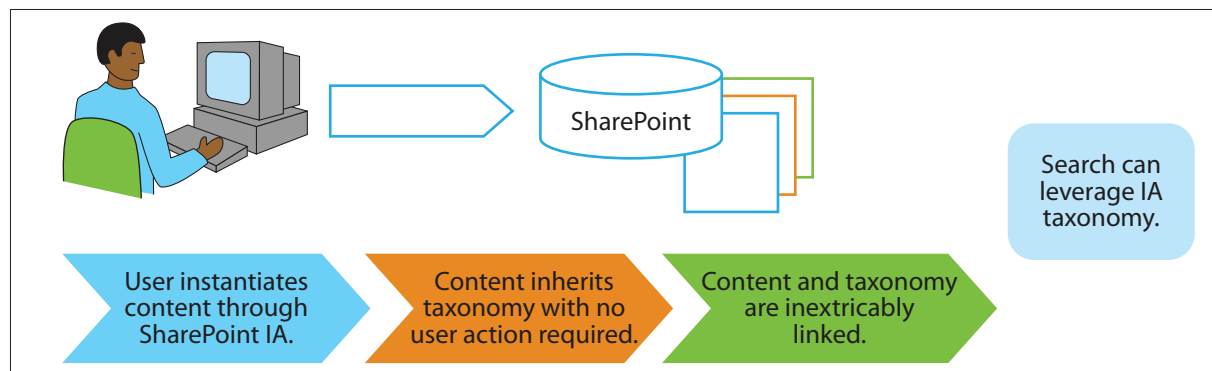 SharePoint
Search can
leverage IA
taxonomy.
User instantiates
content through
SharePoint IA.
Content inherits
taxonomy with no
user action required.
Content and taxonomy
are inextricably
linked.